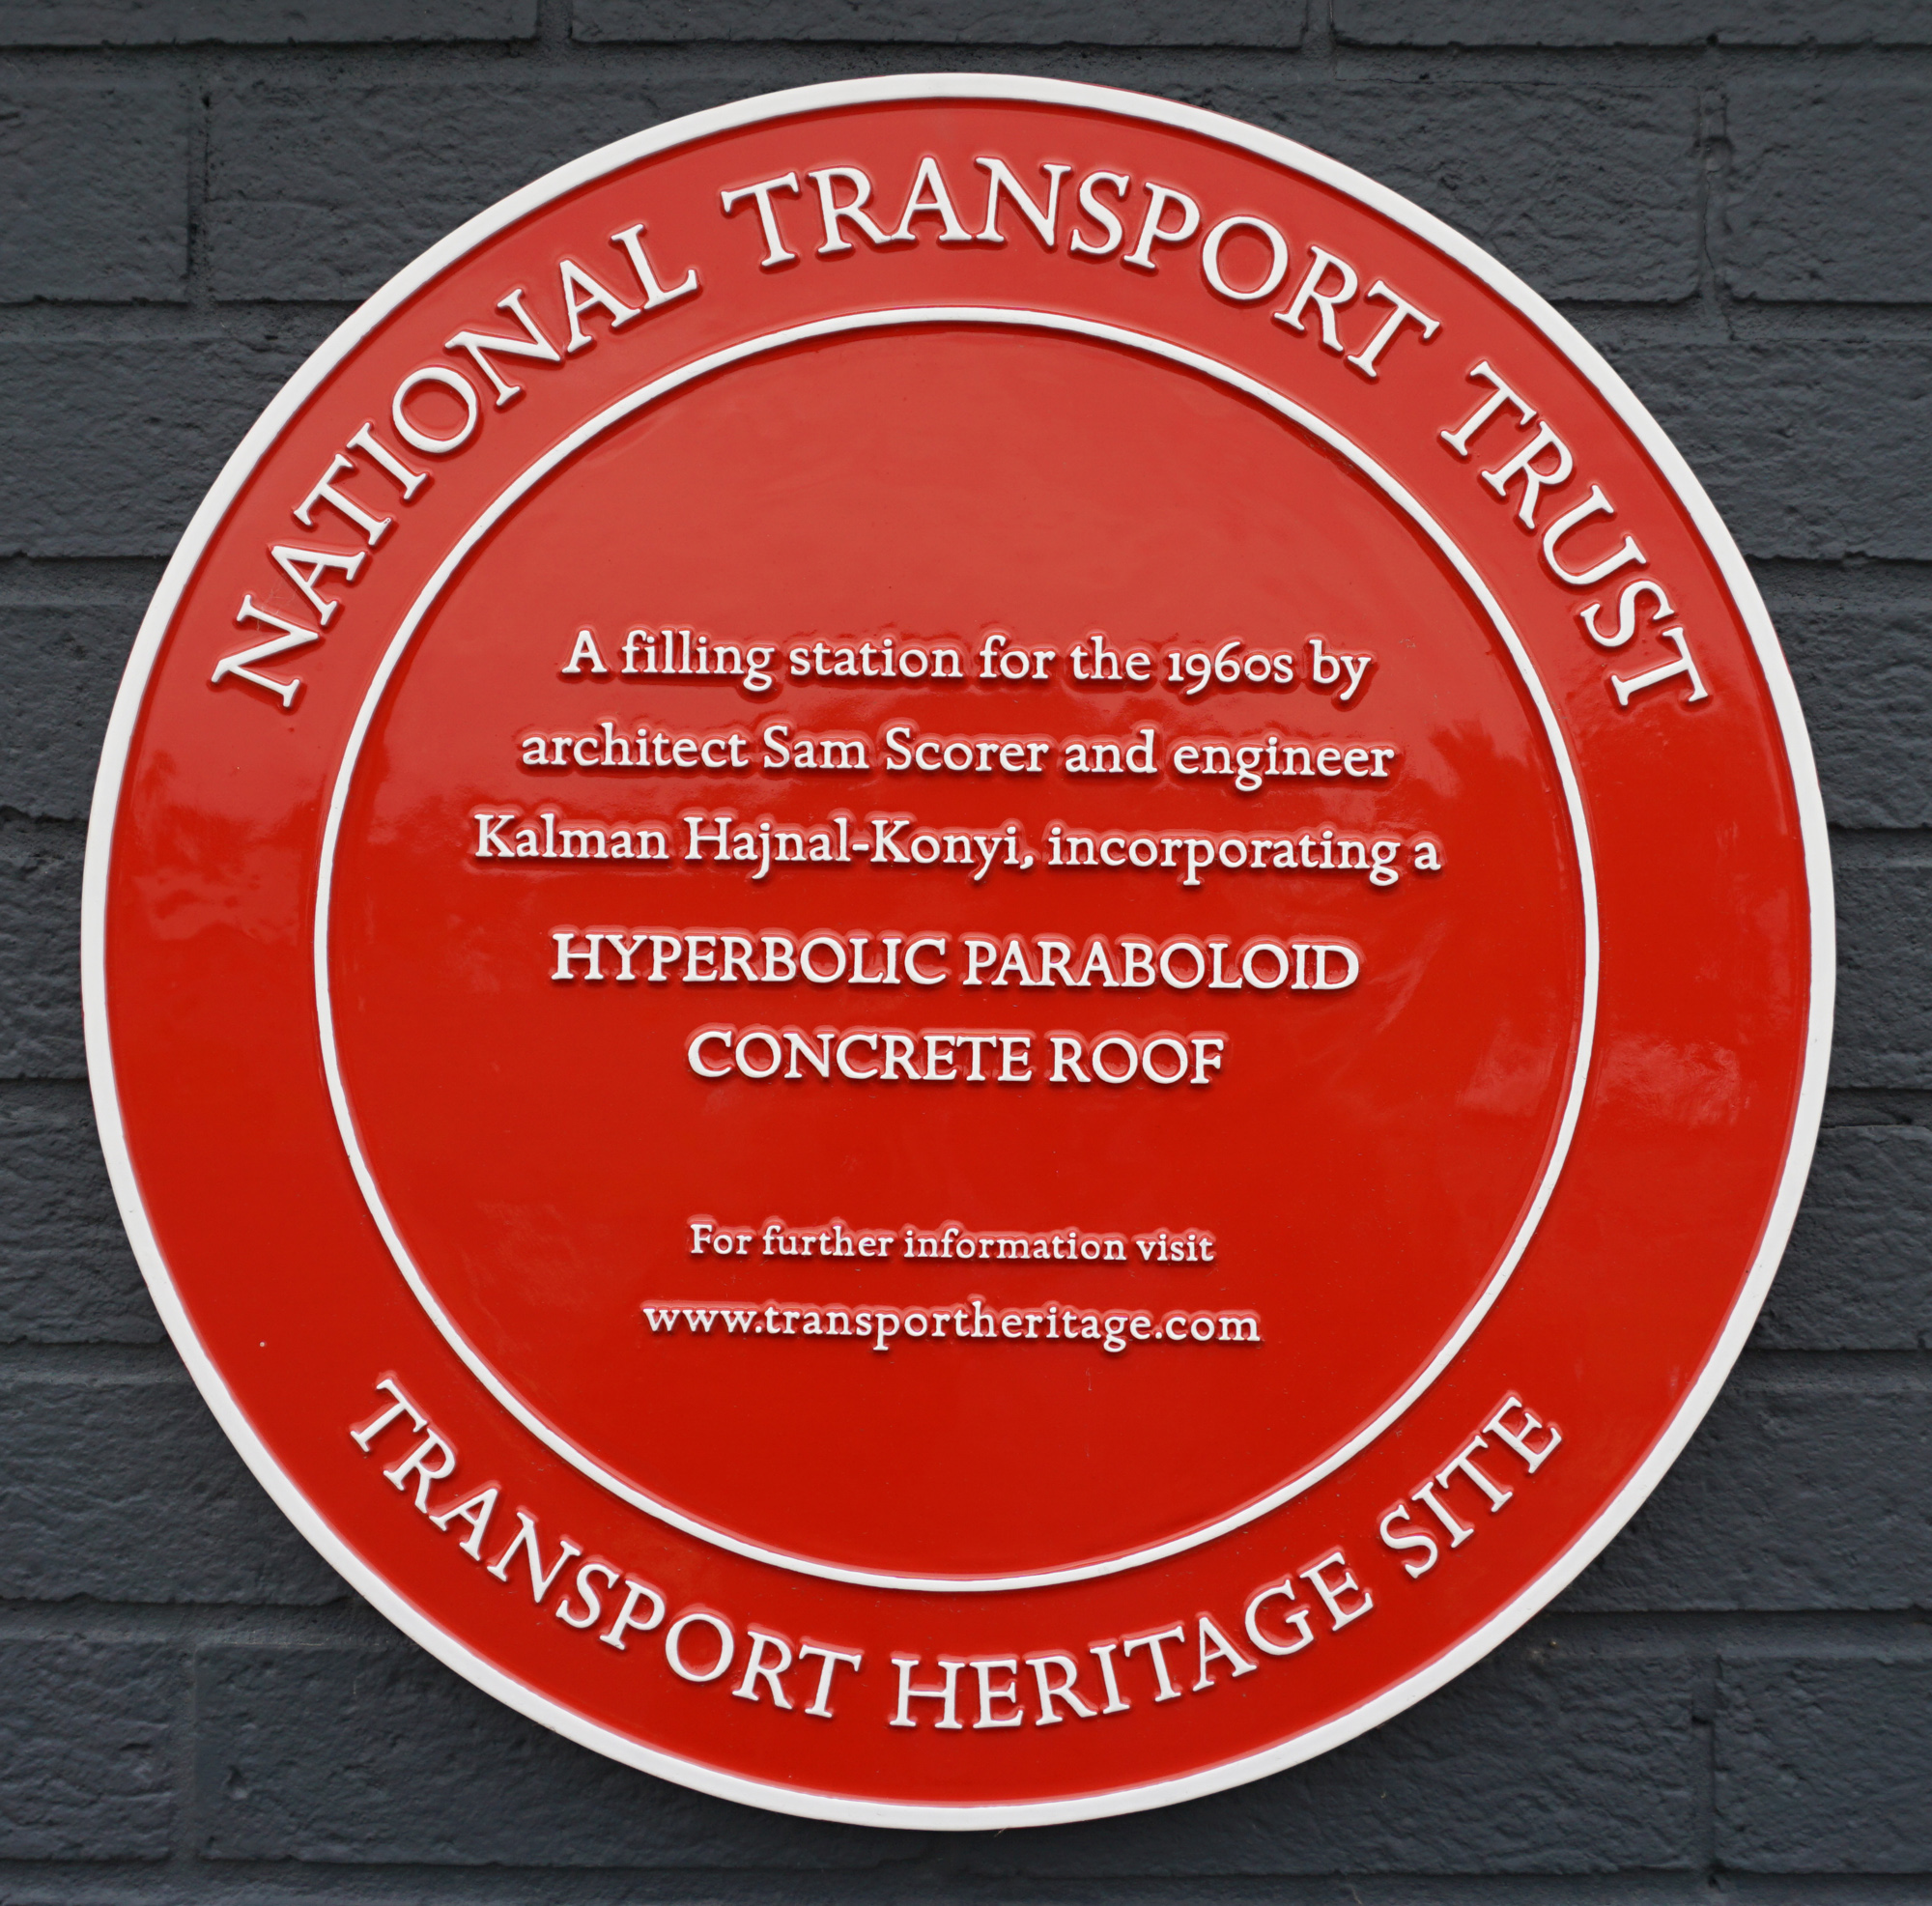 NATIONAL TRANSPORT TRUST
A filling station for the 1960s by
architect Sam Scorer and engineer
Kalman Hajnal-Konyi, incorporating a
HYPERBOLIC PARABOLOID
CONCRETE ROOF
For further information visit
www.transportheritage.com
TRANSPORT HERITAGE SITE